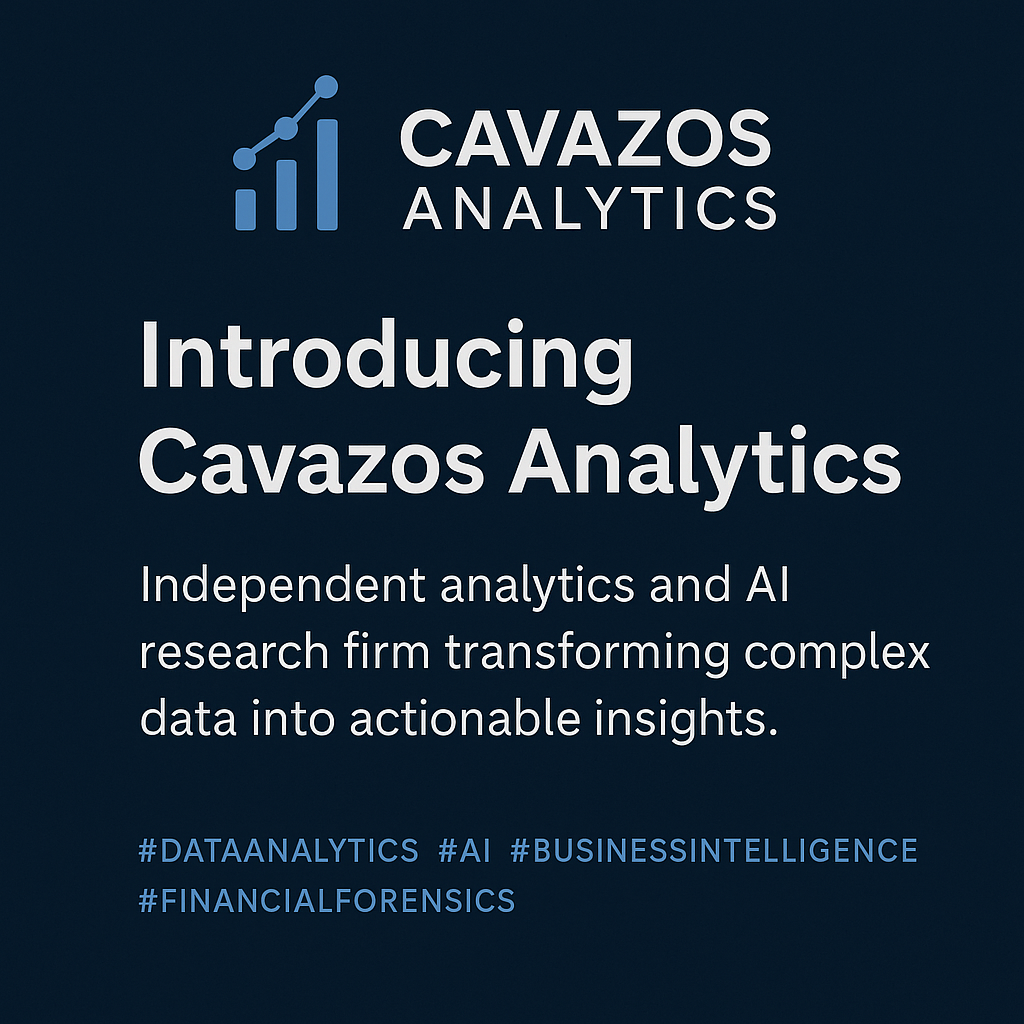 CAVAZOS
ANALYTICS
Introducing
Cavazos Analytics
Independent analytics and AI
research firm transforming complex
data into actionable insights.
#DATAANALYTICS #AI #BUSINESSINTELLIGENCE
#FINANCIALFORENSICS